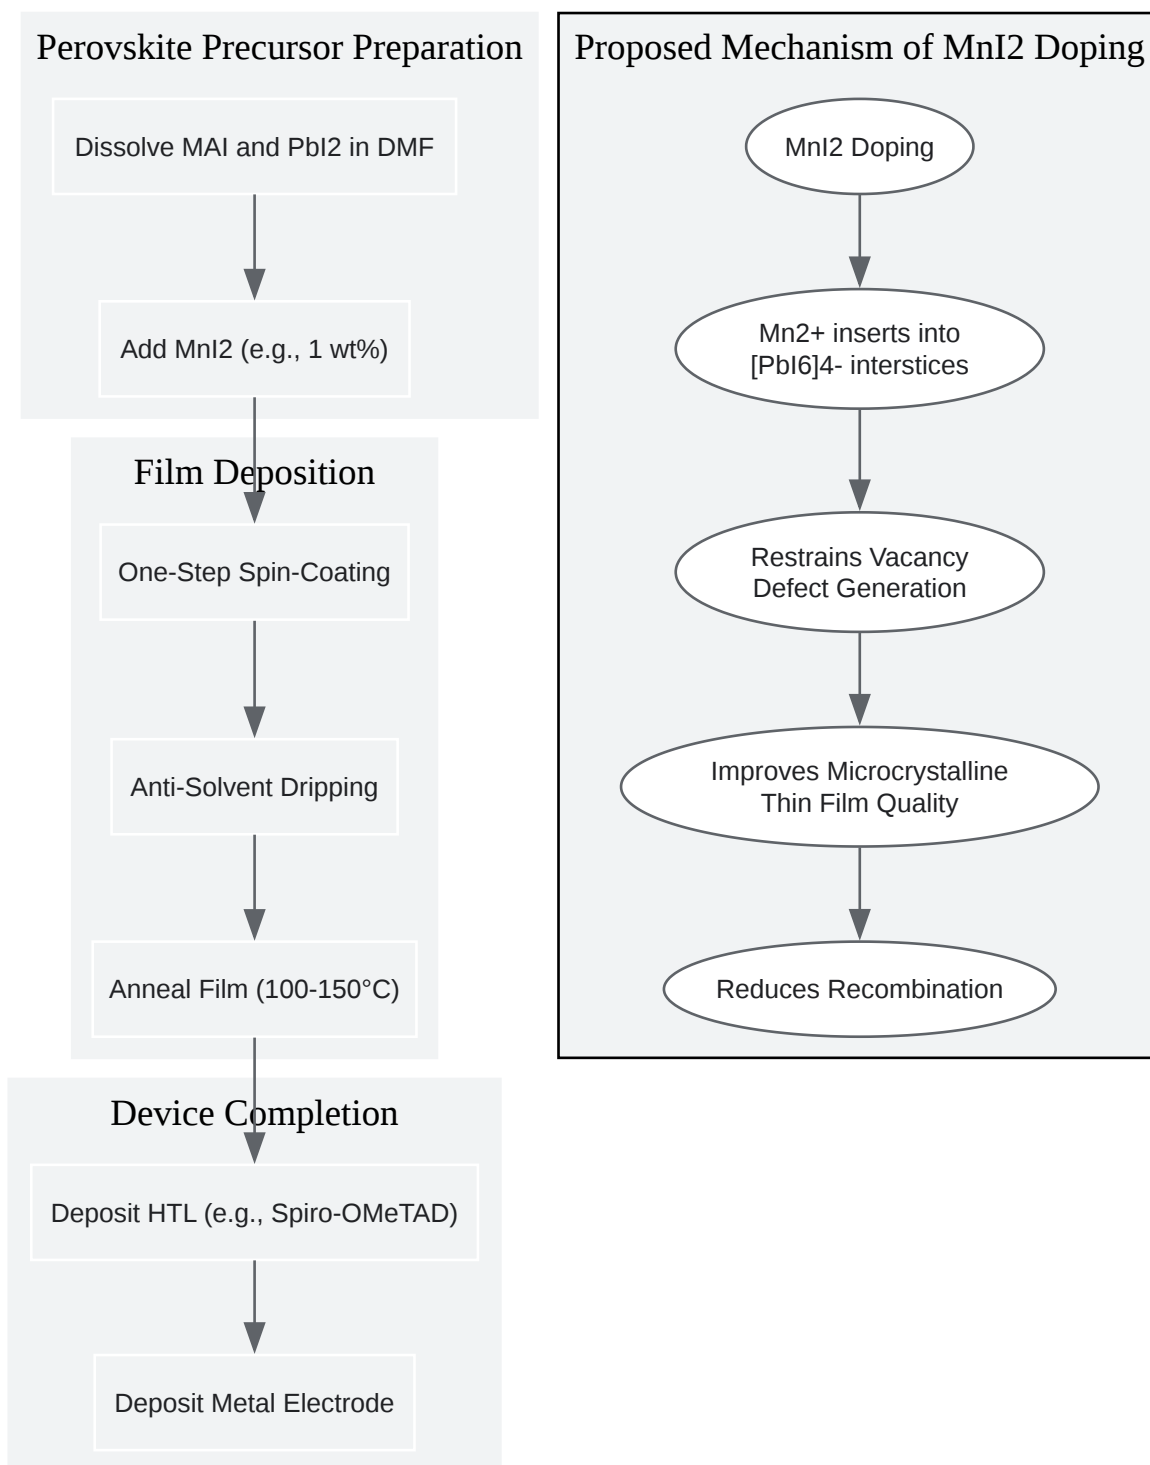 Perovskite Precursor Preparation
Dissolve MAI and PbI2 in DMF
Add MnI2 (e.g., 1 wt%)
Film Deposition
One-Step Spin-Coating
Anti-Solvent Dripping
Anneal Film (100-150°C)
Device Completion
Deposit HTL (e.g., Spiro-OMeTAD)
Deposit Metal Electrode
Proposed Mechanism of MnI2 Doping
MnI2 Doping
Mn2+ inserts into
[PbI6]4- interstices
Restrains Vacancy
Defect Generation
Improves Microcrystalline
Thin Film Quality
Reduces Recombination